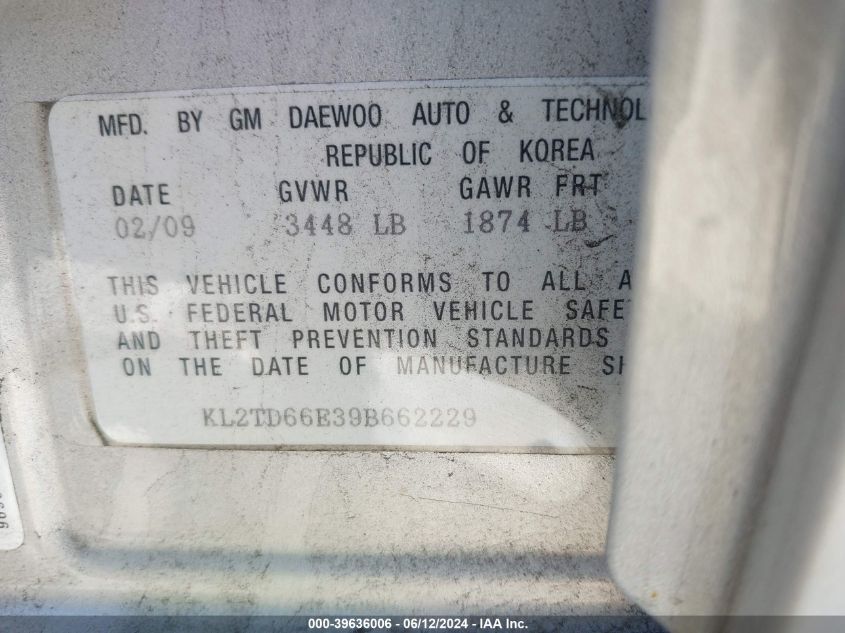 MFD. BY GM DAEWOO AUTO & TECHNOL
REPUBLIC OF KOREA
DATE GVWR GAWR FRT
02/09 3448 LB 1874 LB
THIS VEHICLE CONFORMS TO ALL A
U.S. FEDERAL MOTOR VEHICLE SAFE
AND THEFT PREVENTION STANDARDS
ON THE DATE OF MANUFACTURE SH
KL2TD66E39B662229
000-39636006 - 06/12/2024 - IAA Inc.